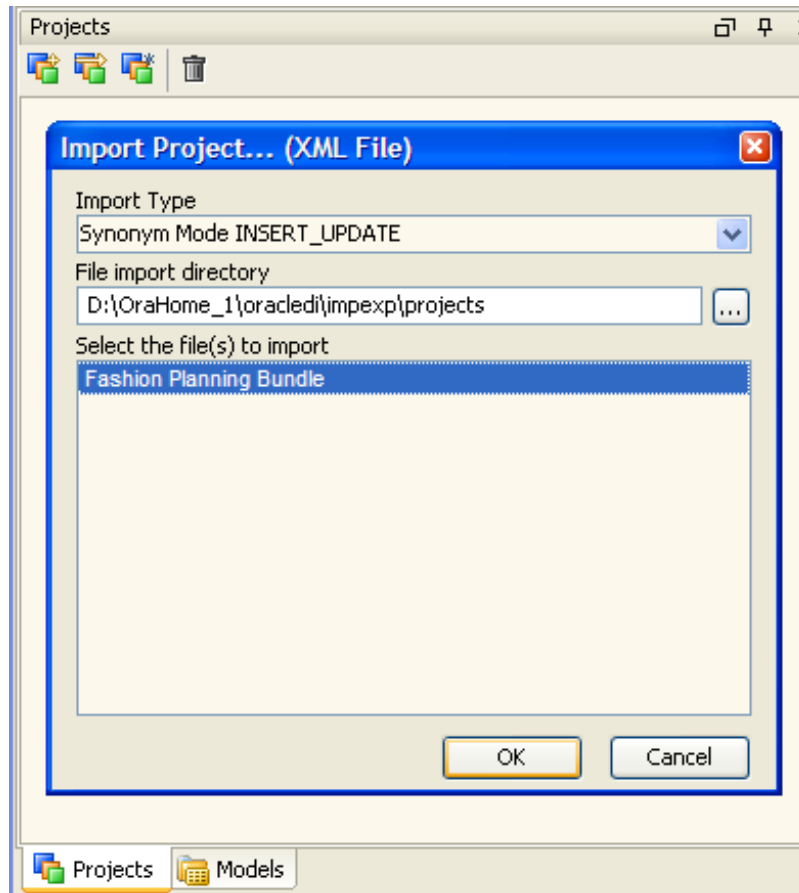 Projects
Import Project... (XML File)
Import Type
Synonym Mode INSERT_UPDATE
File import directory
D:\OraHome_1\oracledi\impexp\projects
...
Select the file(s) to import
Fashion Planning Bundle
OK Cancel
Projects Models